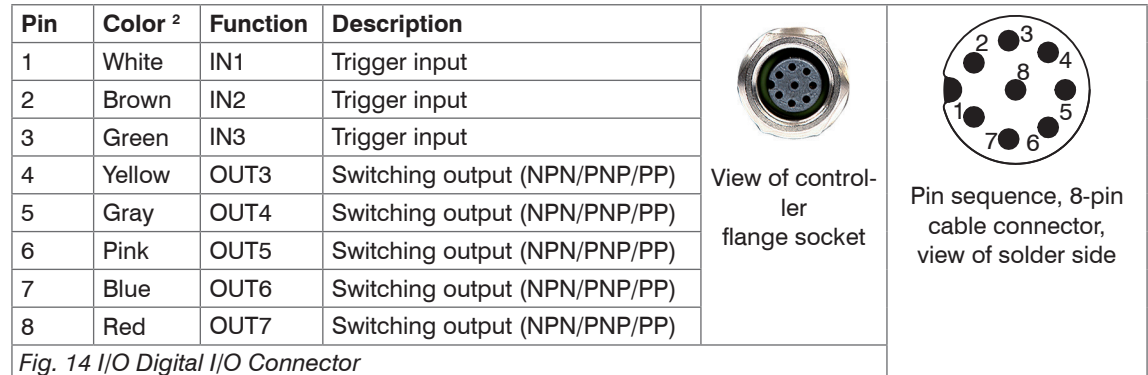 Pin Color ² Function Description
1 White IN1 Trigger input
2 Brown IN2 Trigger input
3 Green IN3 Trigger input
4 Yellow OUT3 Switching output (NPN/PNP/PP)
5 Gray OUT4 Switching output (NPN/PNP/PP)
6 Pink OUT5 Switching output (NPN/PNP/PP)
7 Blue OUT6 Switching output (NPN/PNP/PP)
8 Red OUT7 Switching output (NPN/PNP/PP)
Fig. 14 I/O Digital I/O Connector
View of control-
ler
flange socket
2 3
4
8
1 5
7 6
Pin sequence, 8-pin
cable connector,
view of solder side